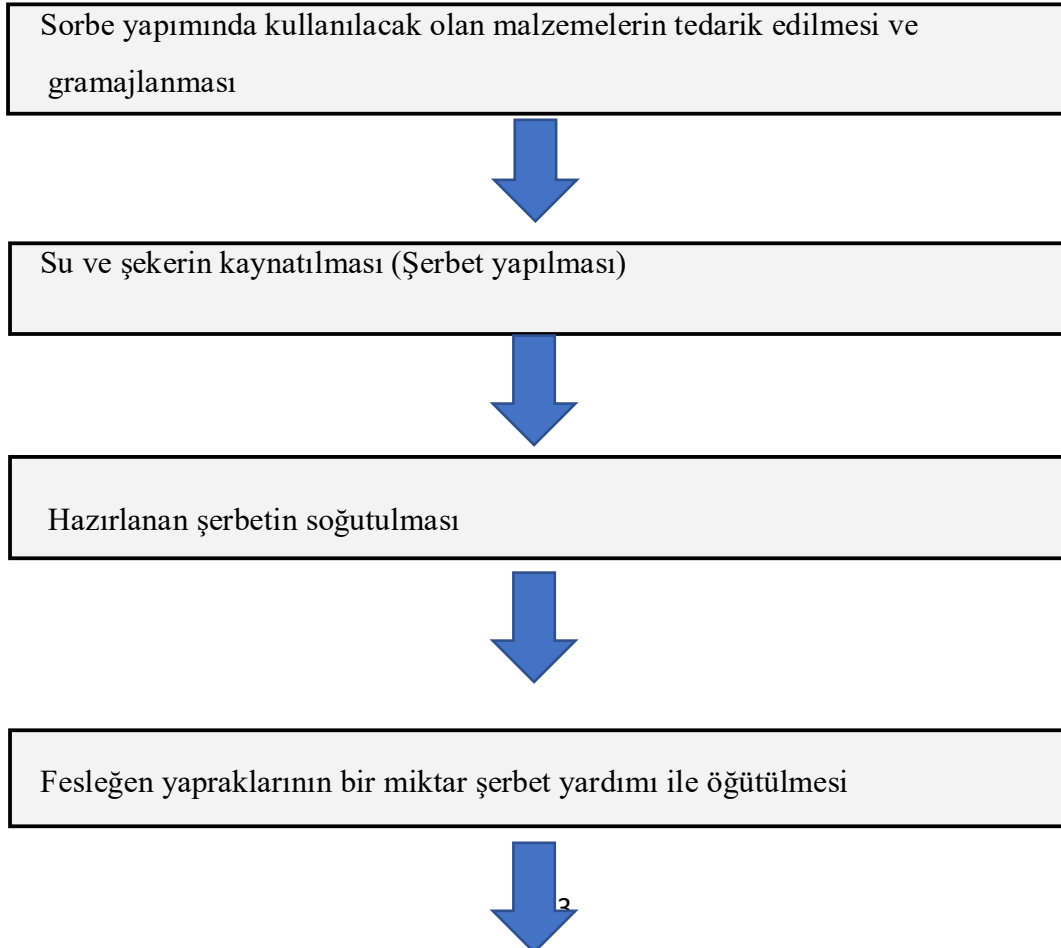 Sorbe yapımında kullanılacak olan malzemelerin tedarik edilmesi ve
gramajlanması
Su ve şekerin kaynatılması (Şerbet yapılması)
Hazırlanan şerbetin soğutulması
Fesleğen yapraklarının bir miktar şerbet yardımı ile öğütülmesi
3